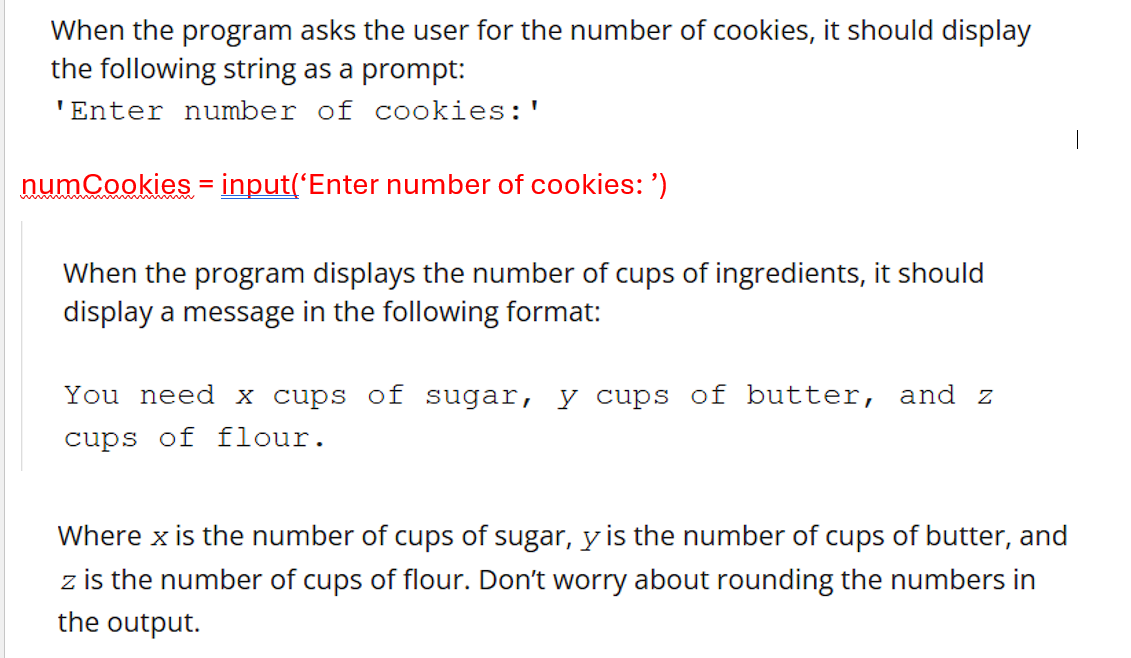 When the program asks the user for the number of cookies, it should display
the following string as a prompt:
'Enter number of cookies:'
numCookies = input(‘Enter number of cookies: ’)
When the program displays the number of cups of ingredients, it should
display a message in the following format:
You need x cups of sugar, y cups of butter, and z
cups of flour.
Where x is the number of cups of sugar, y is the number of cups of butter, and
z is the number of cups of flour. Don’t worry about rounding the numbers in
the output.